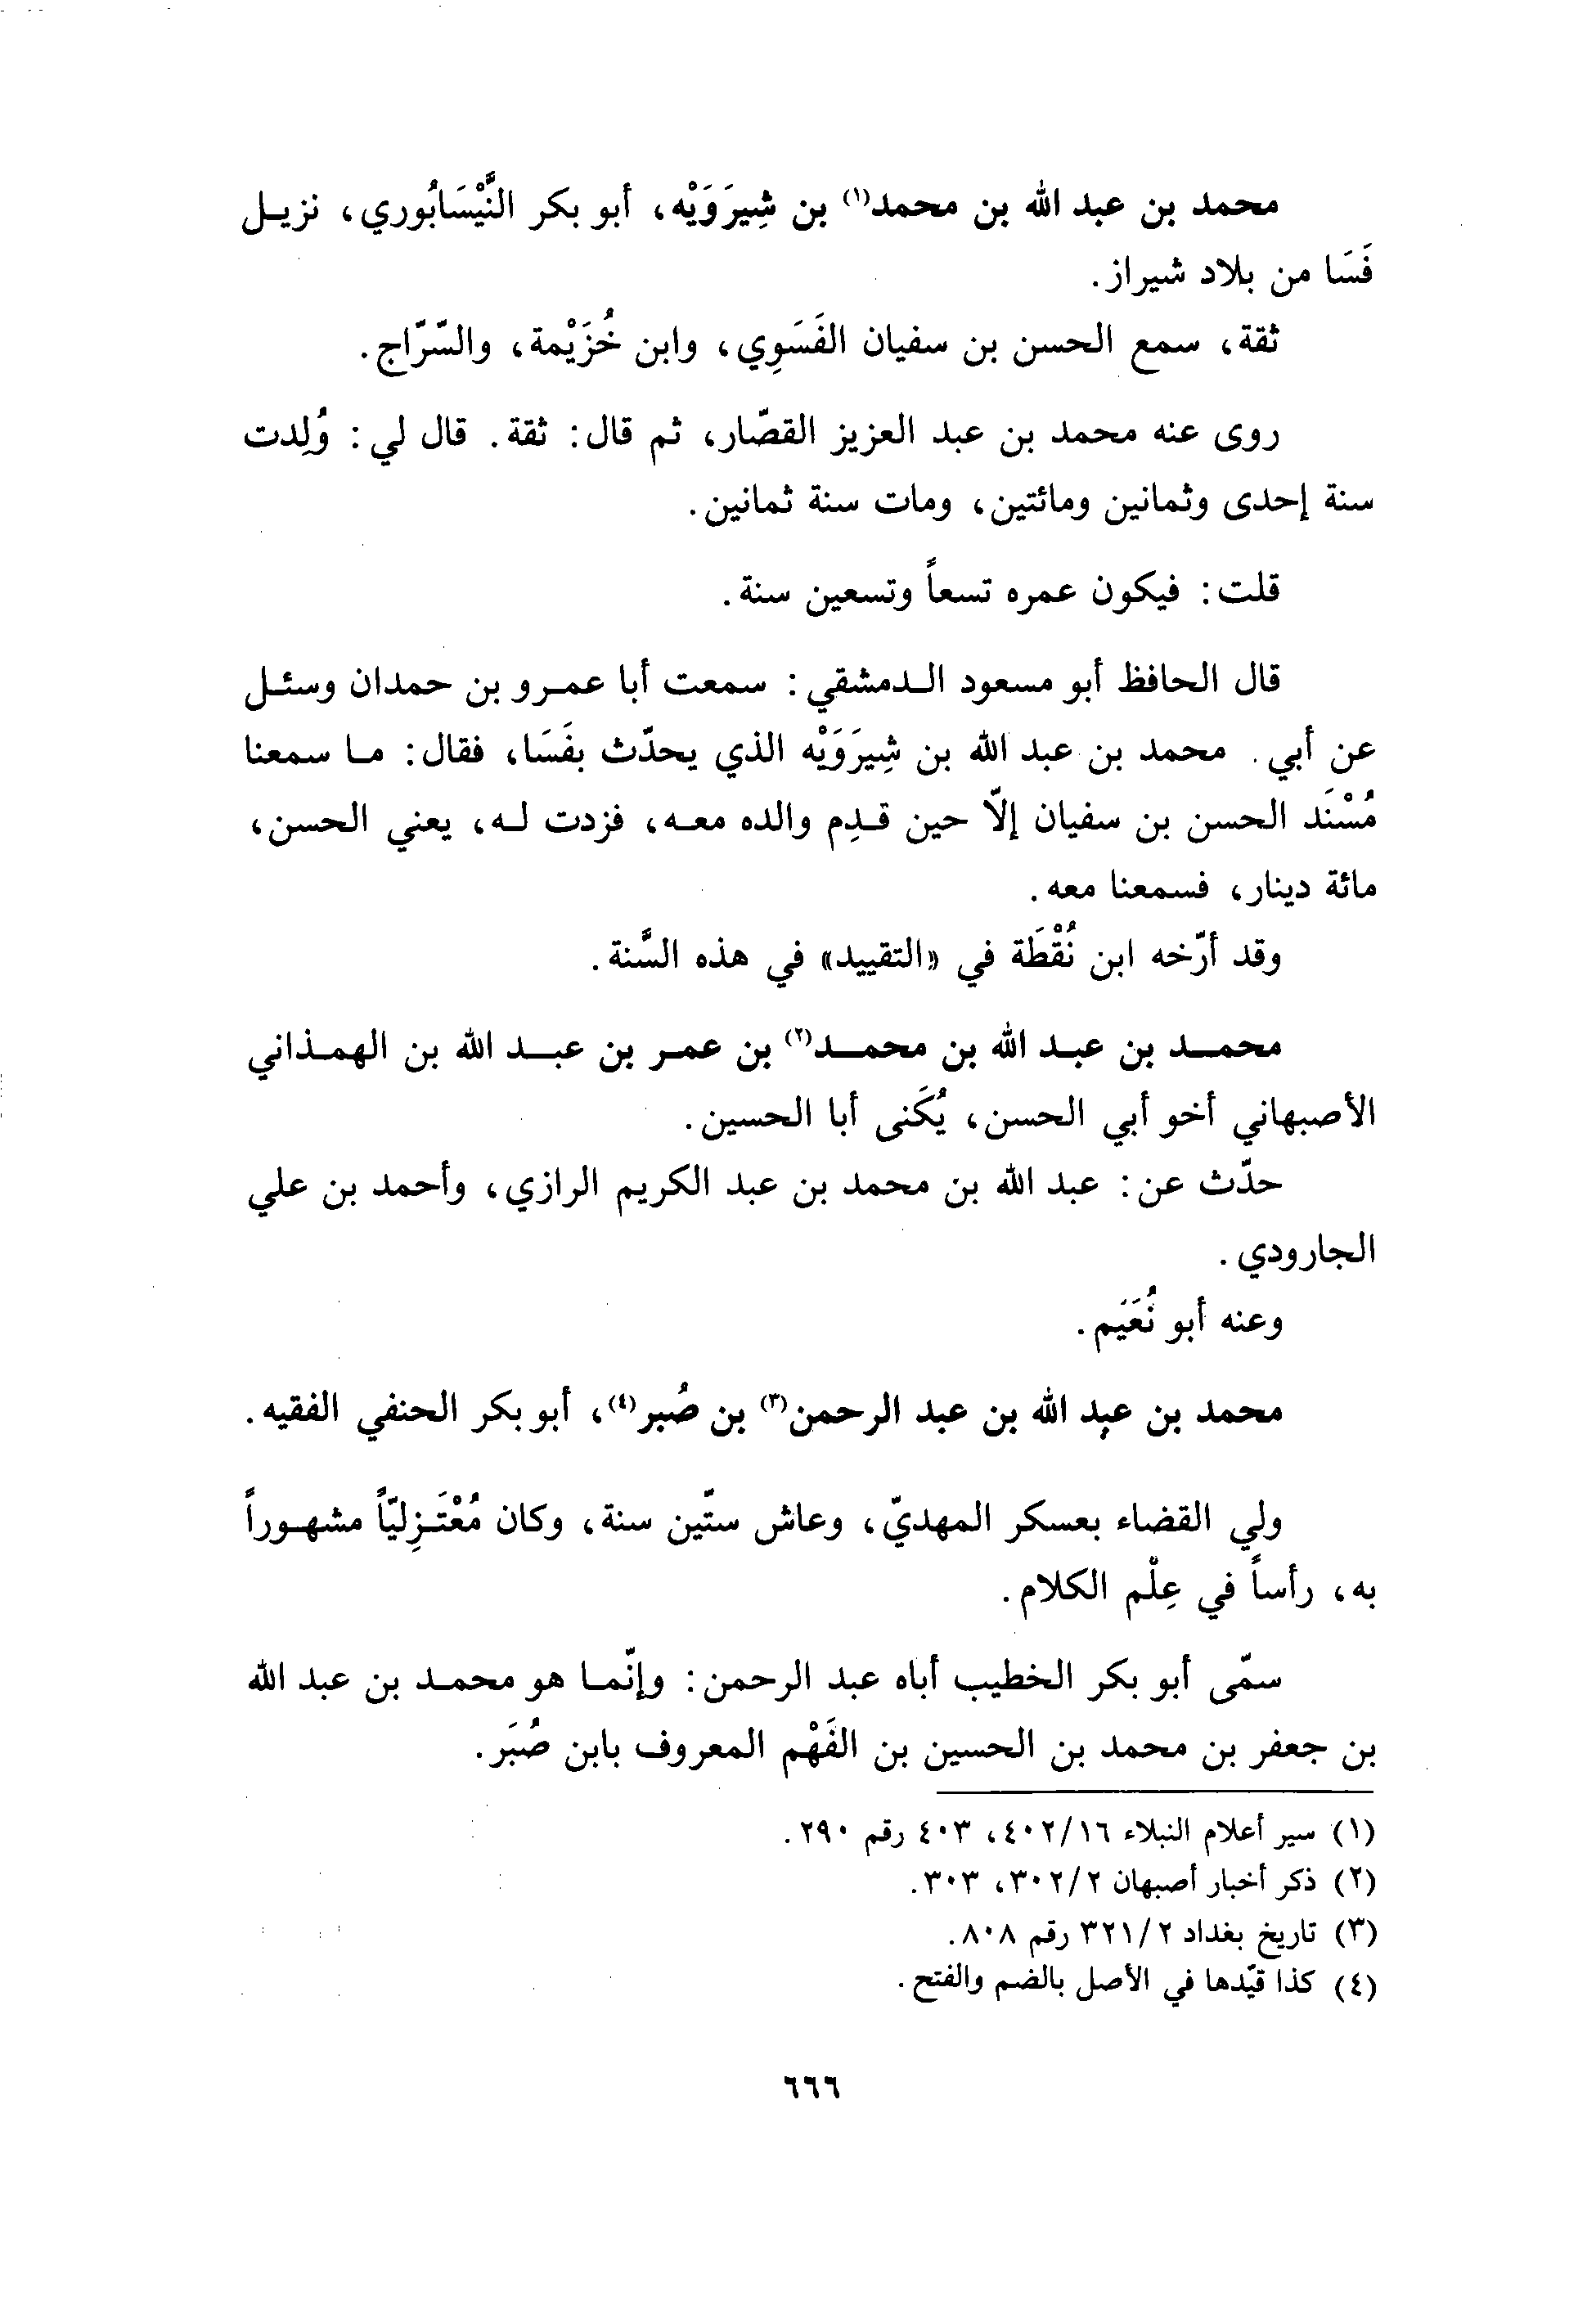 محمد بن عبد الله بن محمد(١) بن شِيرَوَيْه، أبو بكر النَّيْسَابُوري، نزيل
فَسَا من بلاد شيراز.
ثقة، سمع الحسن بن سفيان الفَسَوِي، وابن خُزَيْمة، والسّرّاج.
روى عنه محمد بن عبد العزيز القصّار، ثم قال: ثقة. قال لي: وُلِدت
سنة إحدى وثمانين ومائتين، ومات سنة ثمانين.
قلت: فيكون عمره تسعاً وتسعين سنة.
قال الحافظ أبو مسعود الدمشقي: سمعت أبا عمرو بن حمدان وسئل
عن أبي. محمد بن عبد الله بن شِيرَوَيْه الذي يحدّث بفَسَا، فقال: ما سمعنا
مُسْنَد الحسن بن سفيان إلّا حين قدِم والده معه، فزدت له، يعني الحسن،
مائة دينار، فسمعنا معه.
وقد أرّخه ابن نُقْطَة في «التقييد» في هذه السَّنة.
محمد بن عبد الله بن محمد(٢) بن عمر بن عبد الله بن الهمذاني
الأصبهاني أخو أبي الحسن، يُكَنى أبا الحسين.
حدّث عن: عبد الله بن محمد بن عبد الكريم الرازي، وأحمد بن علي
الجارودي.
وعنه أبو نُعَيَم.
محمد بن عبد الله بن عبد الرحمن(٣) بن صُبر(٤)، أبو بكر الحنفي الفقيه.
ولي القضاء بعسكر المهديّ، وعاش ستّين سنة، وكان مُعْتَزِليّاً مشهوراً
به، رأساً في عِلْم الكلام.
سمّى أبو بكر الخطيب أباه عبد الرحمن: وإنّما هو محمد بن عبد الله
بن جعفر بن محمد بن الحسين بن الفَهْم المعروف بابن صُبَر.
(١) سير أعلام النبلاء ٤٠٢/١٦، ٤٠٣ رقم ٢٩٠.
(٢) ذكر أخبار أصبهان ٣٠٢/٢، ٣٠٣.
(٣) تاريخ بغداد ٣٢١/٢ رقم ٨٠٨.
(٤) كذا قيّدها في الأصل بالضم والفتح.
٦٦٦